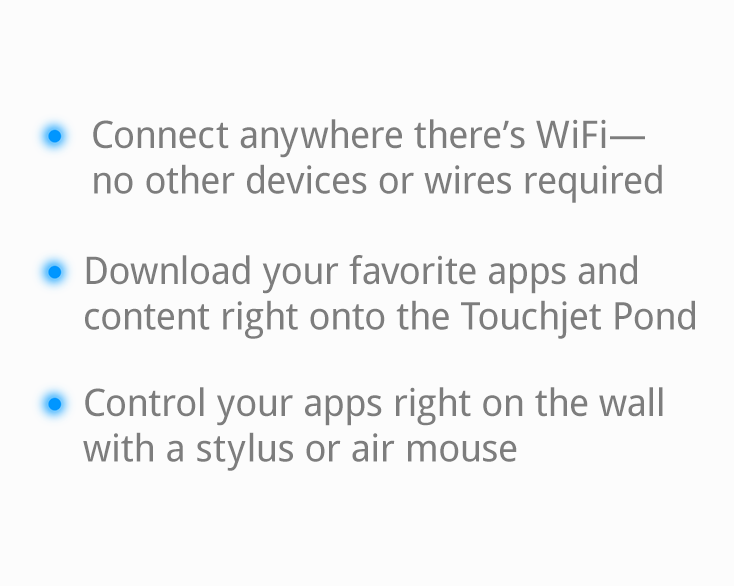 Connect anywhere there’s WiFi—
no other devices or wires required
Download your favorite apps and
content right onto the Touchjet Pond
Control your apps right on the wall
with a stylus or air mouse